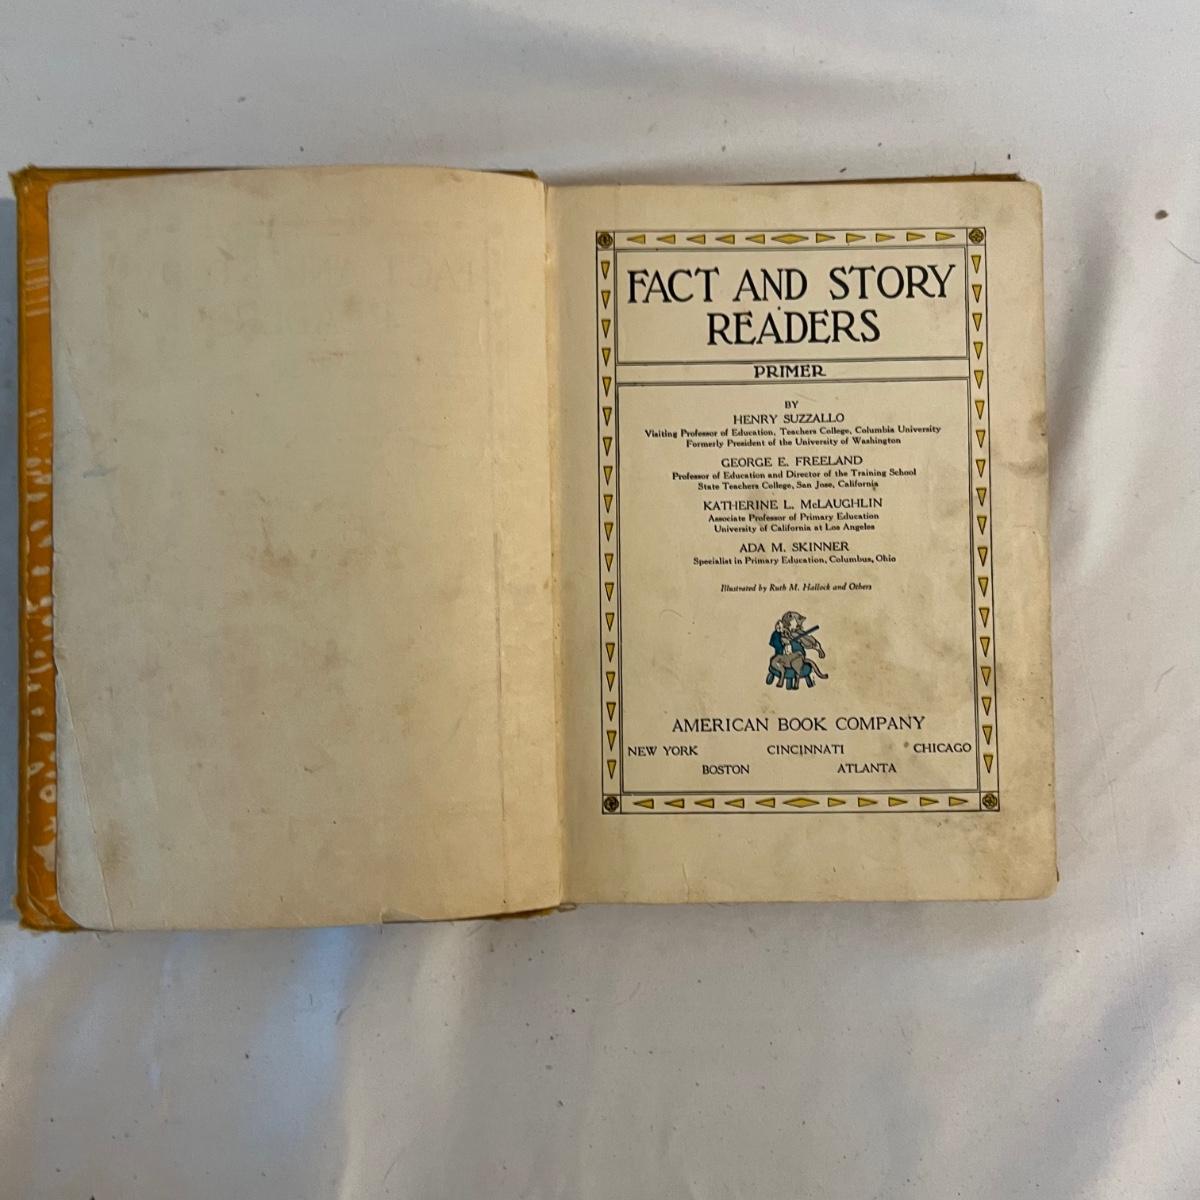 FACT AND STORY
READERS
PRIMER
BY
HENRY SUZZALLO
Visiting Professor of Education, Teachers College, Columbia University
Formerly President of the University of Washington
GEORGE E. FREELAND
Professor of Education and Director of the Training School
State Teachers College, San Jose, California
KATHERINE L. McLAUGHLIN
Associate Professor of Primary Education
University of California at Los Angeles
ADA M. SKINNER
Specialist in Primary Education, Columbus, Ohio
Illustrated by Ruth M. Hallock and Others
AMERICAN BOOK COMPANY
NEW YORK CINCINNATI CHICAGO
BOSTON ATLANTA